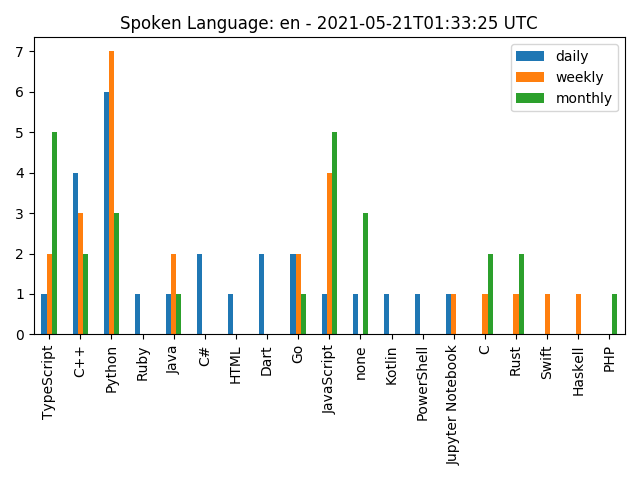 Spoken Language: en - 2021-05-21T01:33:25 UTC
daily
weekly
monthly
7
6
5
4
3
2
1
0
TypeScript
C++
Python
Ruby
Java
C#
HTML
Dart
Go
JavaScript
none
Kotlin
PowerShell
Jupyter Notebook
C
Rust
Swift
Haskell
PHP